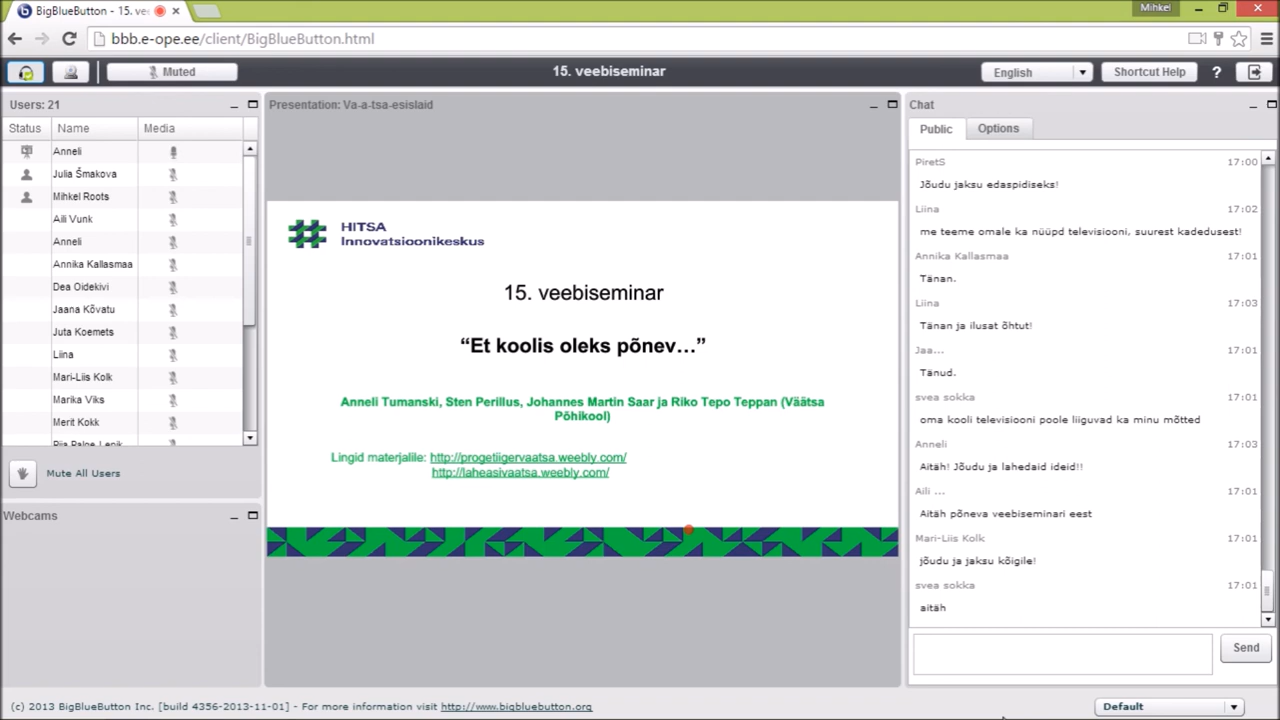 BigBlueButton - 15. ve
Mihkel
bbb.e-ope.ee/client/BigBlueButton.html
Muted
15. veebiseminar
English
Shortcut Help
?
Users: 21
Status Name Media
Anneli
Julia Šmakova
Mihkel Roots
Aili Vunk
Anneli
Annika Kallasmaa
Dea Oidekivi
Jaana Kõvatu
Juta Koemets
Liina
Mari-Liis Kolk
Marika Viks
Merit Kokk
Mute All Users
Webcams
Presentation: Va-a-tsa-esislaid
HITSA
Innovatsioonikeskus
15. veebiseminar
“Et koolis oleks põnev…”
Anneli Tumanski, Sten Perillus, Johannes Martin Saar ja Riko Tepo Teppan (Väätsa
Põhikool)
Lingid materjalile: http://progetiigervaatsa.weebly.com/
http://laheasivaatsa.weebly.com/
Chat
Public Options
PiretS 17:00
Jõudu jaksu edaspidiseks!
Liina 17:02
me teeme omale ka nüüpd televisiooni, suurest kadedusest!
Annika Kallasmaa 17:01
Tänan.
Liina 17:03
Tänan ja ilusat õhtut!
Jaa... 17:01
Tänud.
svea sokka 17:01
oma kooli televisiooni poole liiguvad ka minu mõtted
Anneli 17:03
Aitäh! Jõudu ja lahedaid ideid!!
Aili ... 17:01
Aitäh põneva veebiseminari eest
Mari-Liis Kolk 17:01
jõudu ja jaksu kõigile!
svea sokka 17:01
aitäh
Send
(c) 2013 BigBlueButton Inc. [build 4356-2013-11-01] - For more information visit http://www.bigbluebutton.org
Default